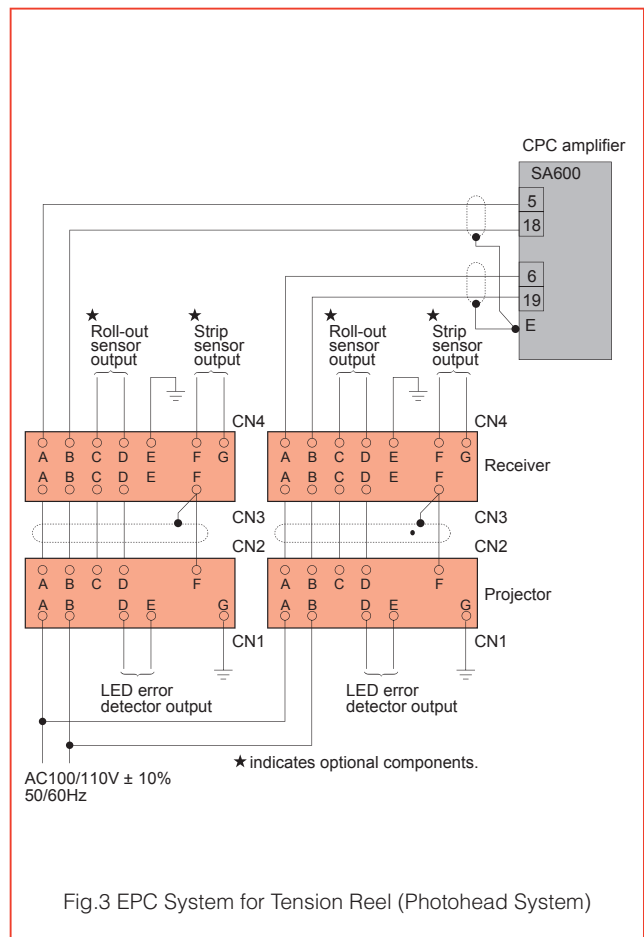 CPC amplifier
SA600
5
18
6
19
E
★ ★ ★ ★
Roll-out sensor output
Strip sensor output
Roll-out sensor output
Strip sensor output
CN4 CN4
A B C D E F G A B C D E F G
A B C D E F A B C D E F
Receiver
CN3 CN3
CN2 CN2
A B C D F A B C D F
A B D E G A B D E G
Projector
CN1 CN1
LED error detector output
LED error detector output
★ indicates optional components.
AC100/110V ± 10%
50/60Hz
Fig.3 EPC System for Tension Reel (Photohead System)